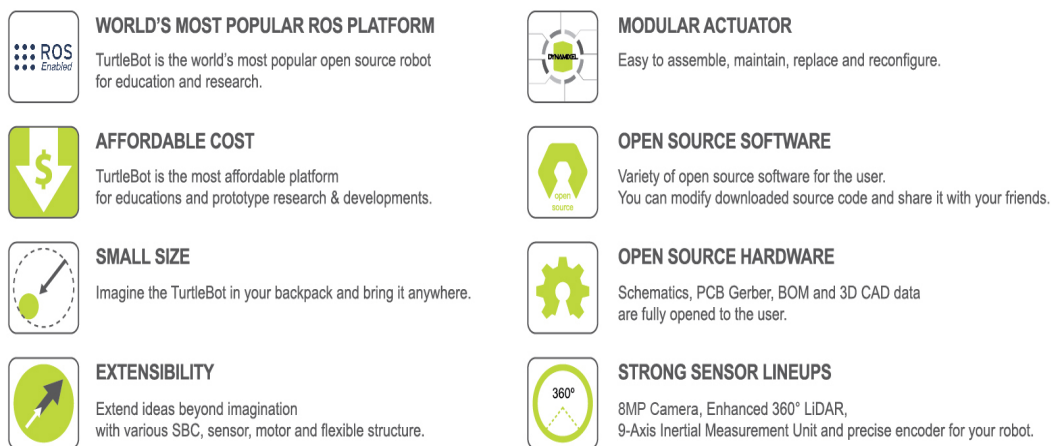 ROS
Enabled
WORLD'S MOST POPULAR ROS PLATFORM
TurtleBot is the world's most popular open source robot
for education and research.
$
AFFORDABLE COST
TurtleBot is the most affordable platform
for educations and prototype research & developments.
SMALL SIZE
Imagine the TurtleBot in your backpack and bring it anywhere.
EXTENSIBILITY
Extend ideas beyond imagination
with various SBC, sensor, motor and flexible structure.
DYNAMIXEL
MODULAR ACTUATOR
Easy to assemble, maintain, replace and reconfigure.
open
source
OPEN SOURCE SOFTWARE
Variety of open source software for the user.
You can modify downloaded source code and share it with your friends.
OPEN SOURCE HARDWARE
Schematics, PCB Gerber, BOM and 3D CAD data
are fully opened to the user.
360º
STRONG SENSOR LINEUPS
8MP Camera, Enhanced 360° LiDAR,
9-Axis Inertial Measurement Unit and precise encoder for your robot.